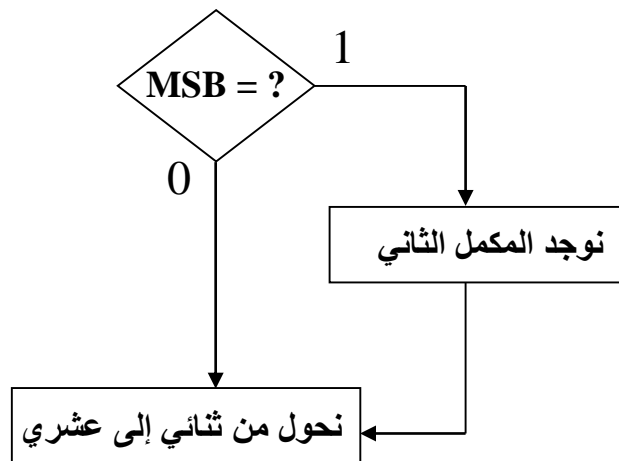 1
MSB = ?
0
نوجد المكمل الثاني
نحول من ثنائي إلى عشري